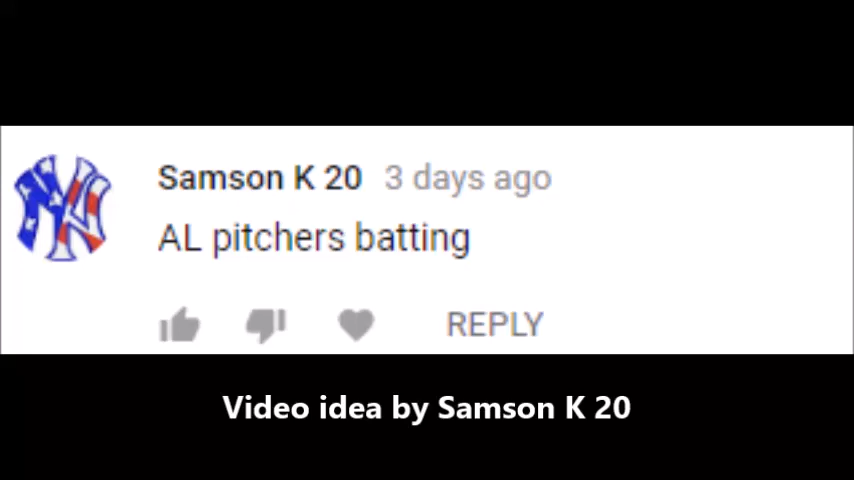 Samson K 20 3 days ago
AL pitchers batting
REPLY
Video idea by Samson K 20